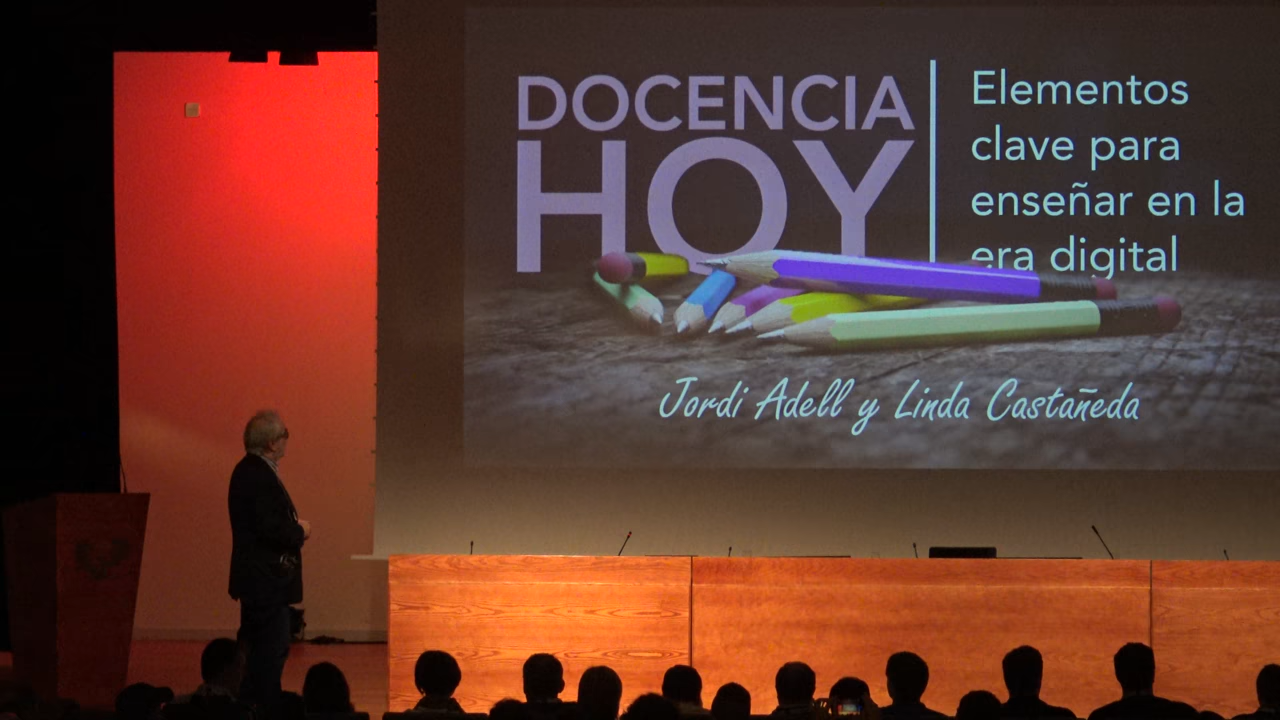 DOCENCIA
HOY
Elementos
clave para
enseñar en la
era digital
Jordi Adell y Linda Castañeda